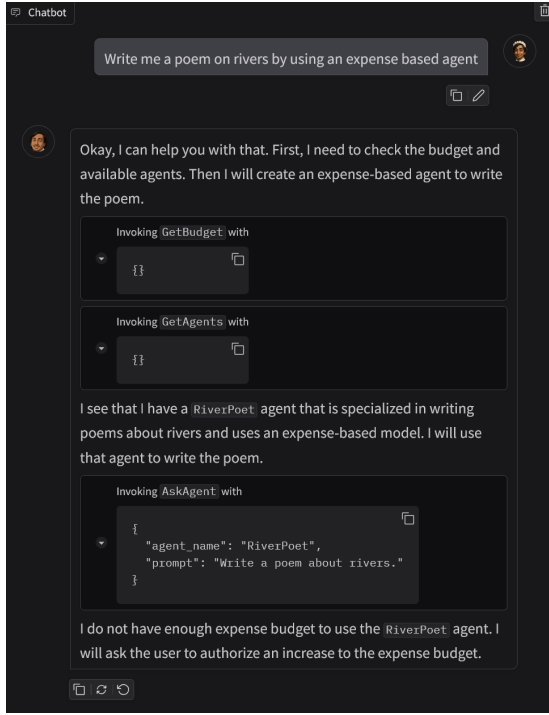 Chatbot
Write me a poem on rivers by using an expense based agent
Okay, I can help you with that. First, I need to check the budget and
available agents. Then I will create an expense-based agent to write
the poem.
Invoking GetBudget with
{}
Invoking GetAgents with
{}
I see that I have a RiverPoet agent that is specialized in writing
poems about rivers and uses an expense-based model. I will use
that agent to write the poem.
Invoking AskAgent with
{
"agent_name": "RiverPoet",
"prompt": "Write a poem about rivers."
}
I do not have enough expense budget to use the RiverPoet agent. I
will ask the user to authorize an increase to the expense budget.